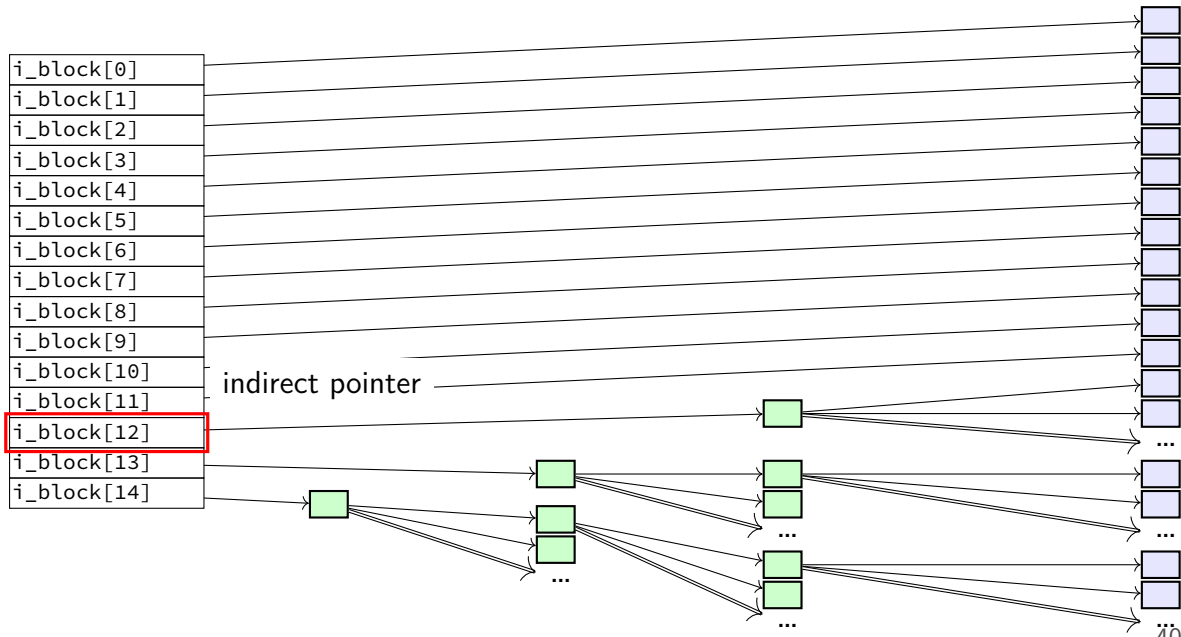 i_block[0]
i_block[1]
i_block[2]
i_block[3]
i_block[4]
i_block[5]
i_block[6]
i_block[7]
i_block[8]
i_block[9]
i_block[10]
indirect pointer
i_block[11]
i_block[12]
...
i_block[13]
i_block[14]
...
...
...
...
...
40